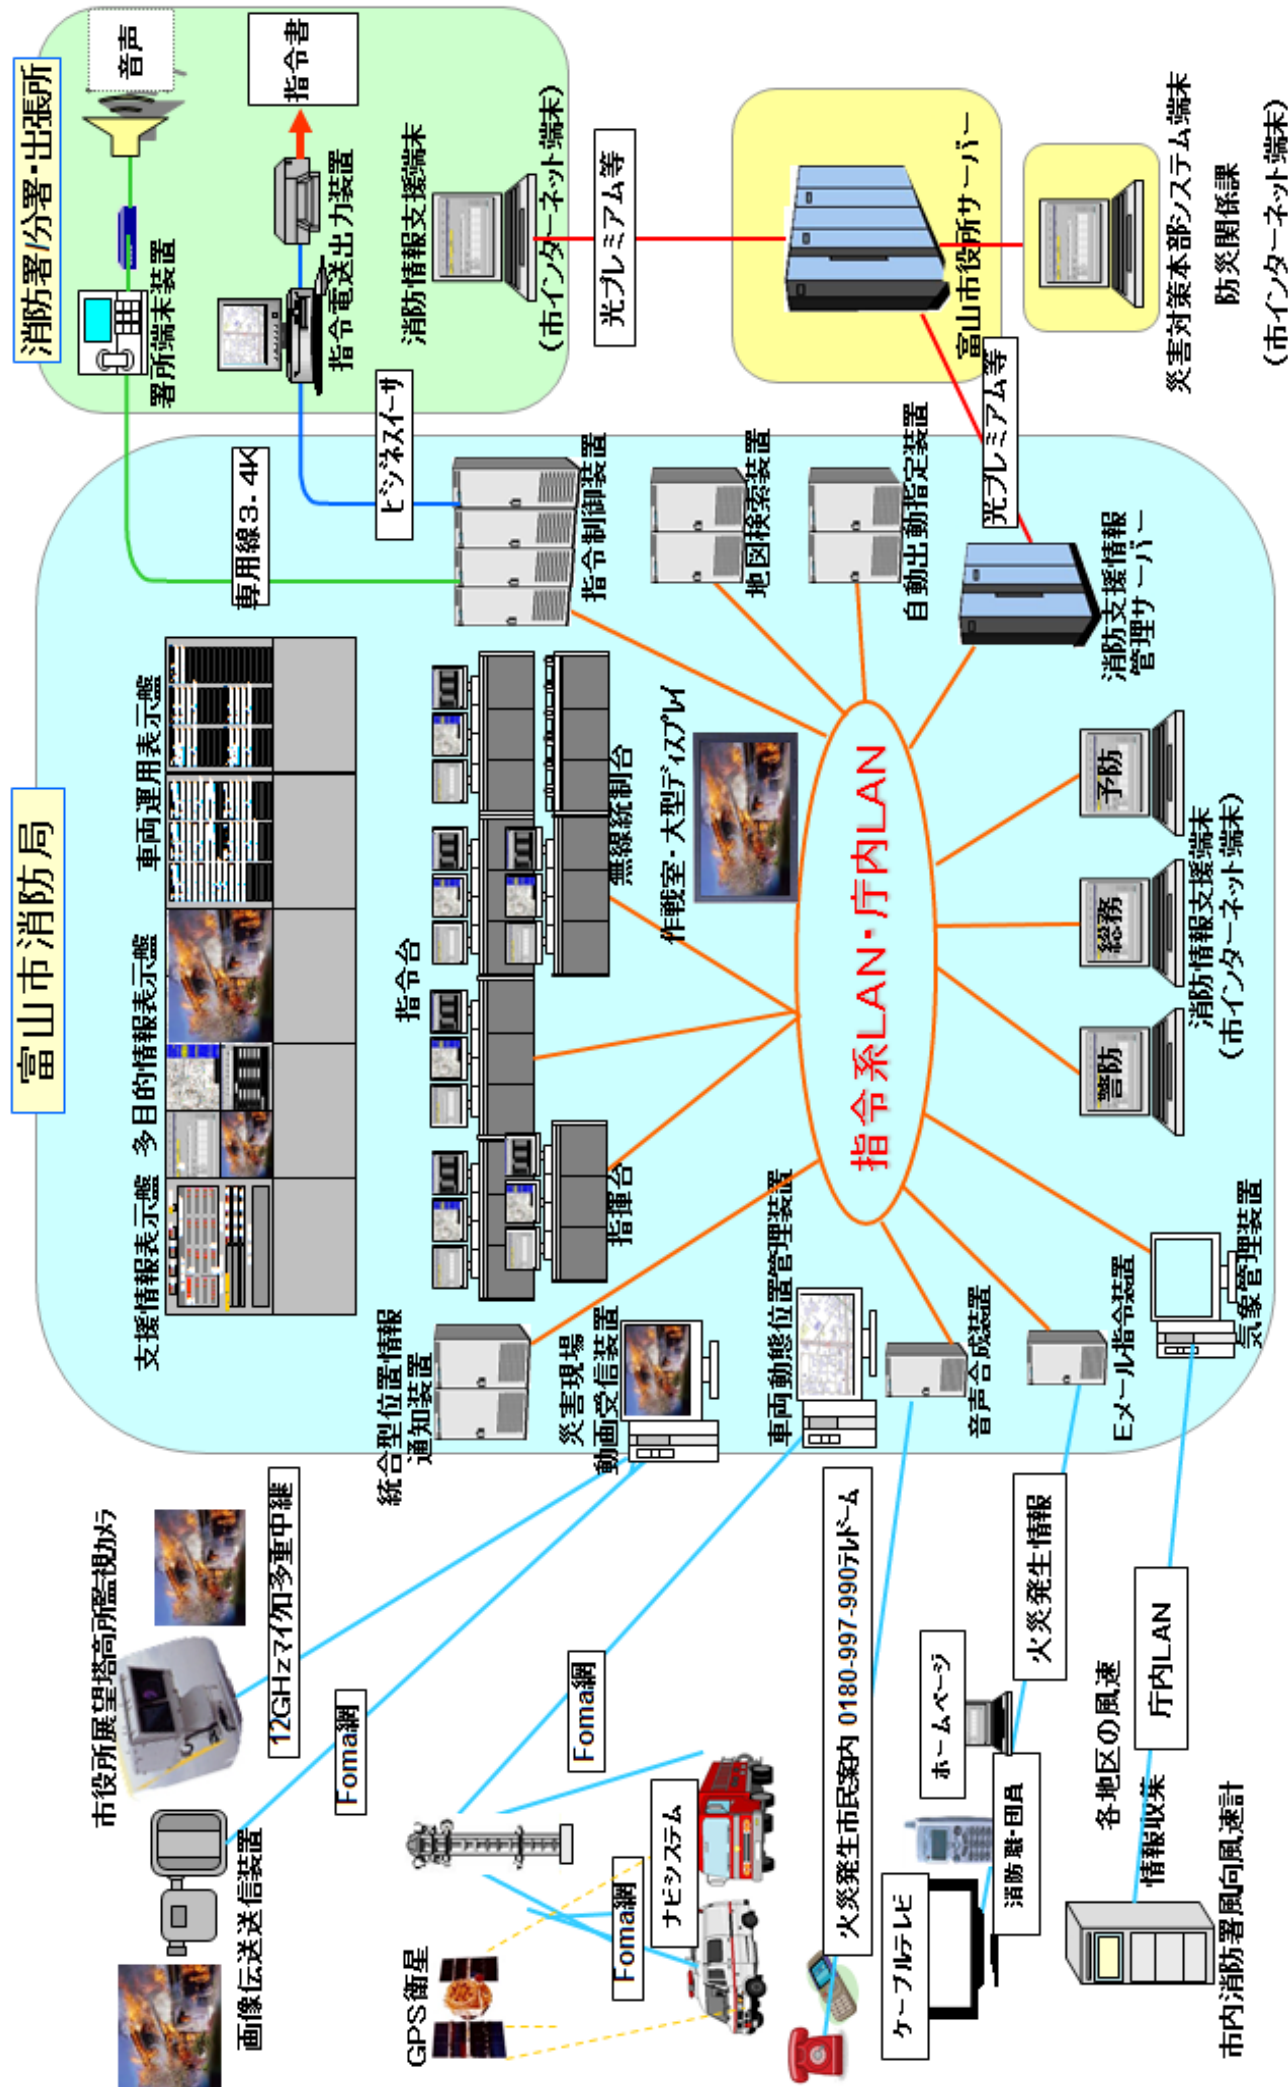 富山市消防局
消防署/分署・出張所
支援情報表示盤
多目的情報表示盤
車両運用表示盤
専用線3.4K
ビジネスイーサ
署所端末装置
音声
指令電送出力装置
指令書
消防情報支援端末
(市インターネット端末)
光プレミアム等
富山市役所サーバー
災害対策本部システム端末
防災関係課
(市インターネット端末)
光プレミアム等
指令台
指揮台
無線統制台
作戦室・大型ディスプレイ
指令制御装置
地図検索装置
自動出動指定装置
消防支援情報
管理サーバー
指令系LAN・庁内LAN
警防
総務
予防
消防情報支援端末
(市インターネット端末)
統合型位置情報
通知装置
災害現場
動画受信装置
車両動態位置管理装置
音声合成装置
Eメール指令装置
気象管理装置
市役所展望塔高所監視カメラ
12GHzマイクロ多重中継
画像伝送送信装置
Foma網
GPS衛星
Foma網
Foma網
ナビシステム
火災発生市民案内 0180-997-990テレドーム
ケーブルテレビ
ホームページ
消防職・団員
火災発生情報
各地区の風速
情報収集
庁内LAN
市内消防署風向風速計